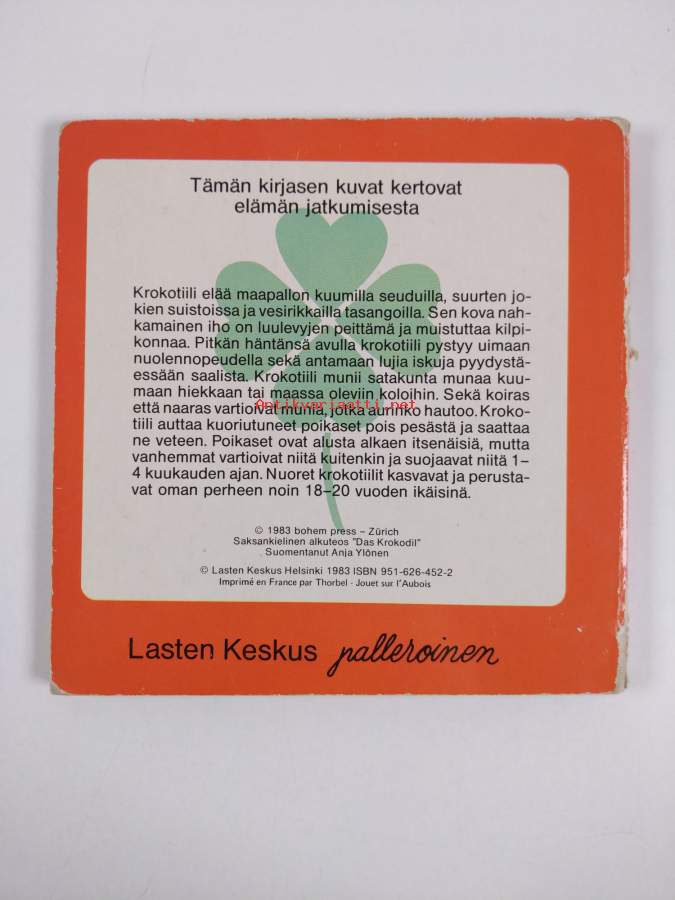 Tämän kirjasen kuvat kertovat
elämän jatkumisesta
Krokotiili elää maapallon kuumilla seuduilla, suurten jo-
kien suistoissa ja vesirikkailla tasangoilla. Sen kova nah-
kamainen iho on luulevyjen peittämä ja muistuttaa kilpi-
konnaa. Pitkän häntänsä avulla krokotiili pystyy uimaan
nuolennopeudella sekä antamaan lujia iskuja pyydystä-
essään saalista. Krokotiili munii satakunta munaa kuu-
maan hiekkaan tai maassa oleviin koloihin. Sekä koiras
Antikvariaatti.net
että naaras vartioivat munia, jotka aurinko hautoo. Kroko-
tiili auttaa kuoriutuneet poikaset pois pesästä ja saattaa
ne veteen. Poikaset ovat alusta alkaen itsenäisiä, mutta
vanhemmat vartioivat niitä kuitenkin ja suojaavat niitä 1–
4 kuukauden ajan. Nuoret krokotiilit kasvavat ja perusta-
vat oman perheen noin 18–20 vuoden ikäisinä.
© 1983 bohem press – Zürich
Saksankielinen alkuteos "Das Krokodil"
Suomentanut Anja Ylönen
© Lasten Keskus Helsinki 1983 ISBN 951-626-452-2
Imprimé en France par Thorbel - Jouet sur l'Aubois
Lasten Keskus palleroinen